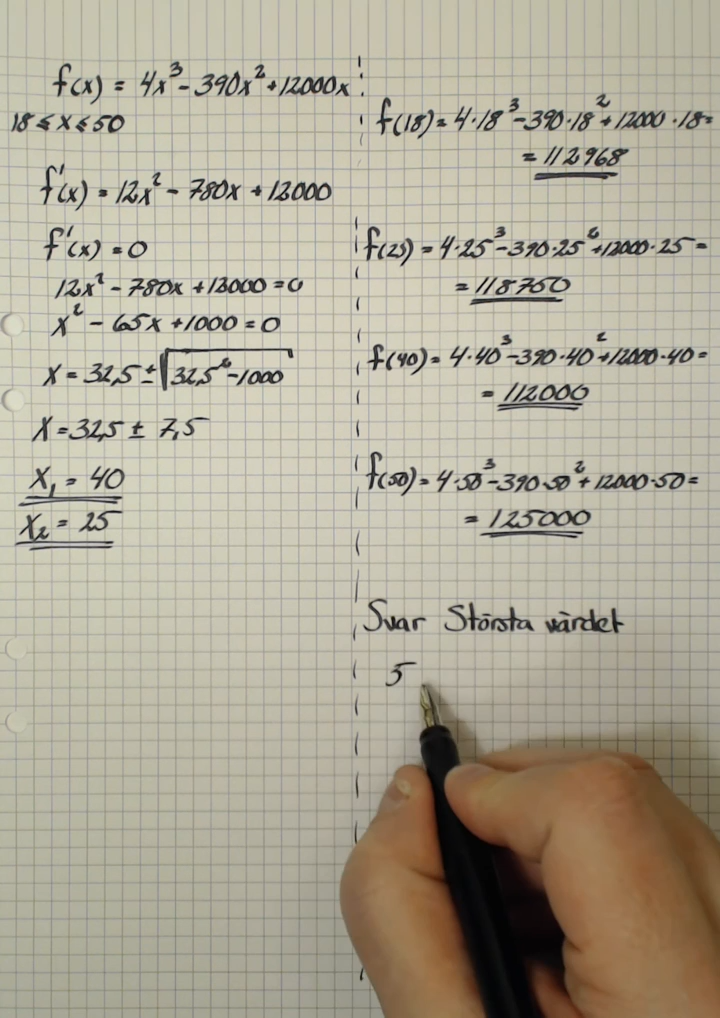 f(x) = 4x³ - 390x² + 12000x
18 ≤ x ≤ 50
f'(x) = 12x² - 780x + 12000
f'(x) = 0
12x² - 780x + 12000 = 0
x² - 65x + 1000 = 0
x = 32,5 ± √32,5² - 1000
x = 32,5 ± 7,5
x₁ = 40
x₂ = 25
f(18) = 4·18³ - 390·18² + 12000·18 =
= 112968
f(25) = 4·25³ - 390·25² + 12000·25 =
= 118750
f(40) = 4·40³ - 390·40² + 12000·40 =
= 112000
f(50) = 4·50³ - 390·50² + 12000·50 =
= 125000
Svar Största värdet
5